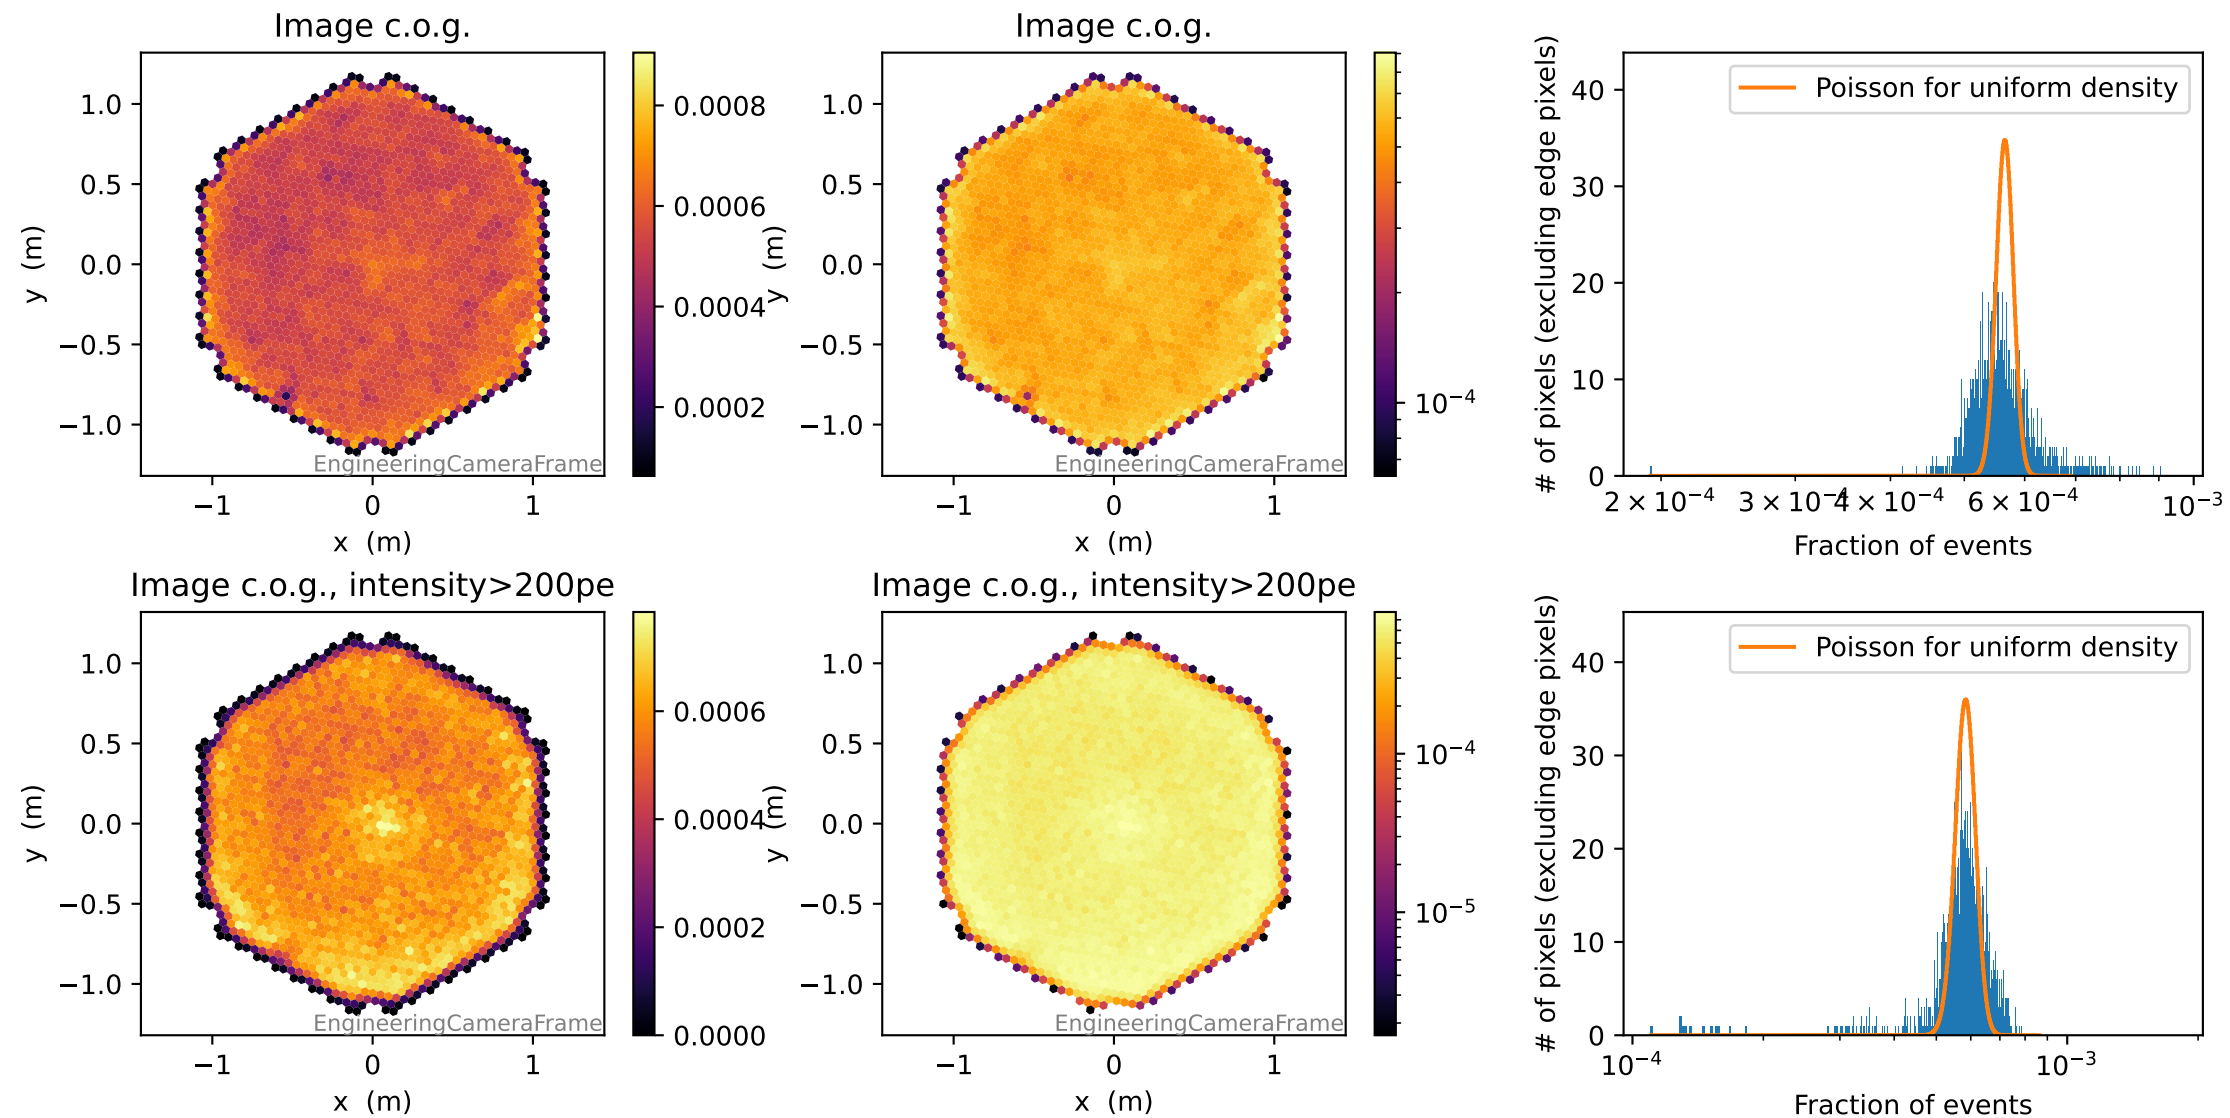 Image c.o.g.
1.0
0.5
0.0
−0.5
−1.0
y (m)
−1
0
1
x (m)
EngineeringCameraFrame
0.0008
0.0006
0.0004
0.0002
Image c.o.g.
1.0
0.5
0.0
−0.5
−1.0
y (m)
−1
0
1
x (m)
EngineeringCameraFrame
10⁻⁴
Poisson for uniform density
# of pixels (excluding edge pixels)
40
30
20
10
0
2 × 10⁻⁴
3 × 10⁻⁴
4 × 10⁻⁴
6 × 10⁻⁴
10⁻³
Fraction of events
Image c.o.g., intensity>200pe
1.0
0.5
0.0
−0.5
−1.0
y (m)
−1
0
1
x (m)
EngineeringCameraFrame
0.0006
0.0004
0.0002
0.0000
Image c.o.g., intensity>200pe
1.0
0.5
0.0
−0.5
−1.0
y (m)
−1
0
1
x (m)
EngineeringCameraFrame
10⁻⁴
10⁻⁵
Poisson for uniform density
# of pixels (excluding edge pixels)
40
30
20
10
0
10⁻⁴
10⁻³
Fraction of events